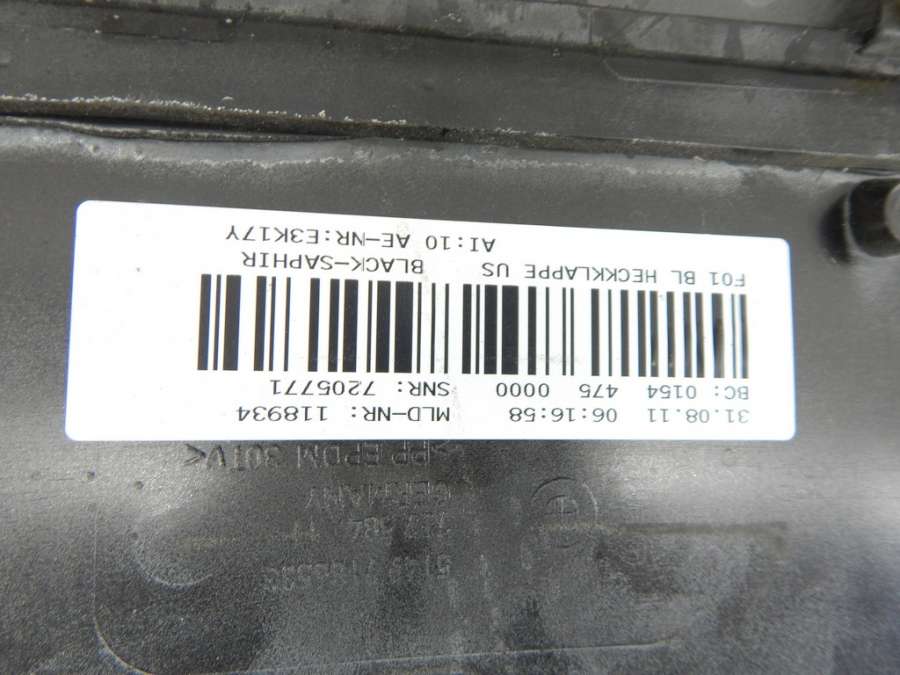 GERMANY
>PP EPDM 30TV<
31.08.11 06:16:58 MLD-NR: 118934
BC: 0154 475 0000 SNR: 7205771
F01 BL HECKKLAPPE US BLACK-SAPHIR
AI:10 AE-NR:E3K17Y